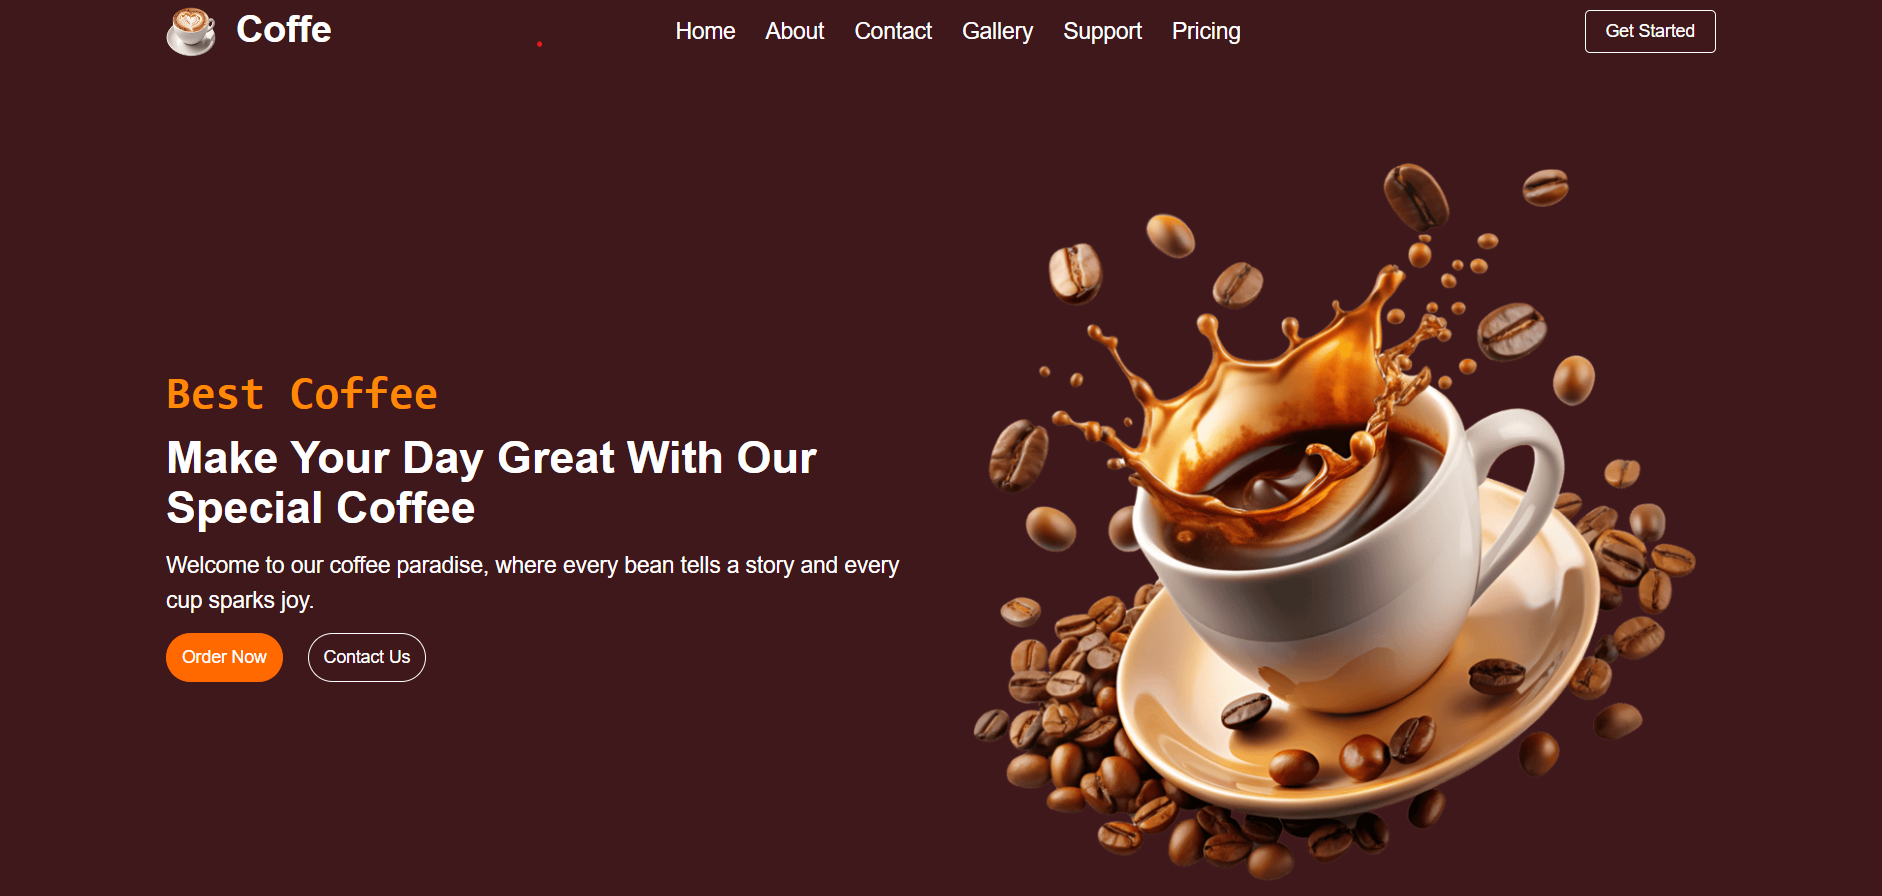 Coffe
Home About Contact Gallery Support Pricing
Get Started
Best Coffee
Make Your Day Great With Our
Special Coffee
Welcome to our coffee paradise, where every bean tells a story and every
cup sparks joy.
Order Now
Contact Us